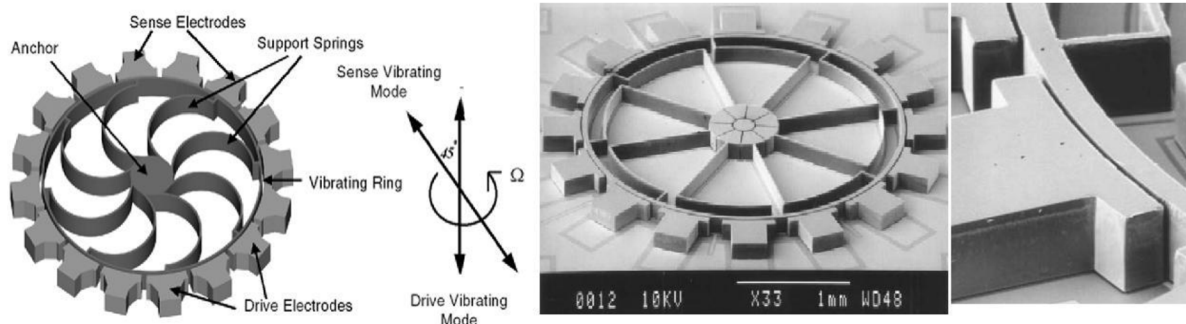 Sense Electrodes
Anchor
Support Springs
Sense Vibrating
Mode
45°
Ω
Vibrating Ring
Drive Electrodes
Drive Vibrating
Mode
0012 10KV X33 1mm WD48